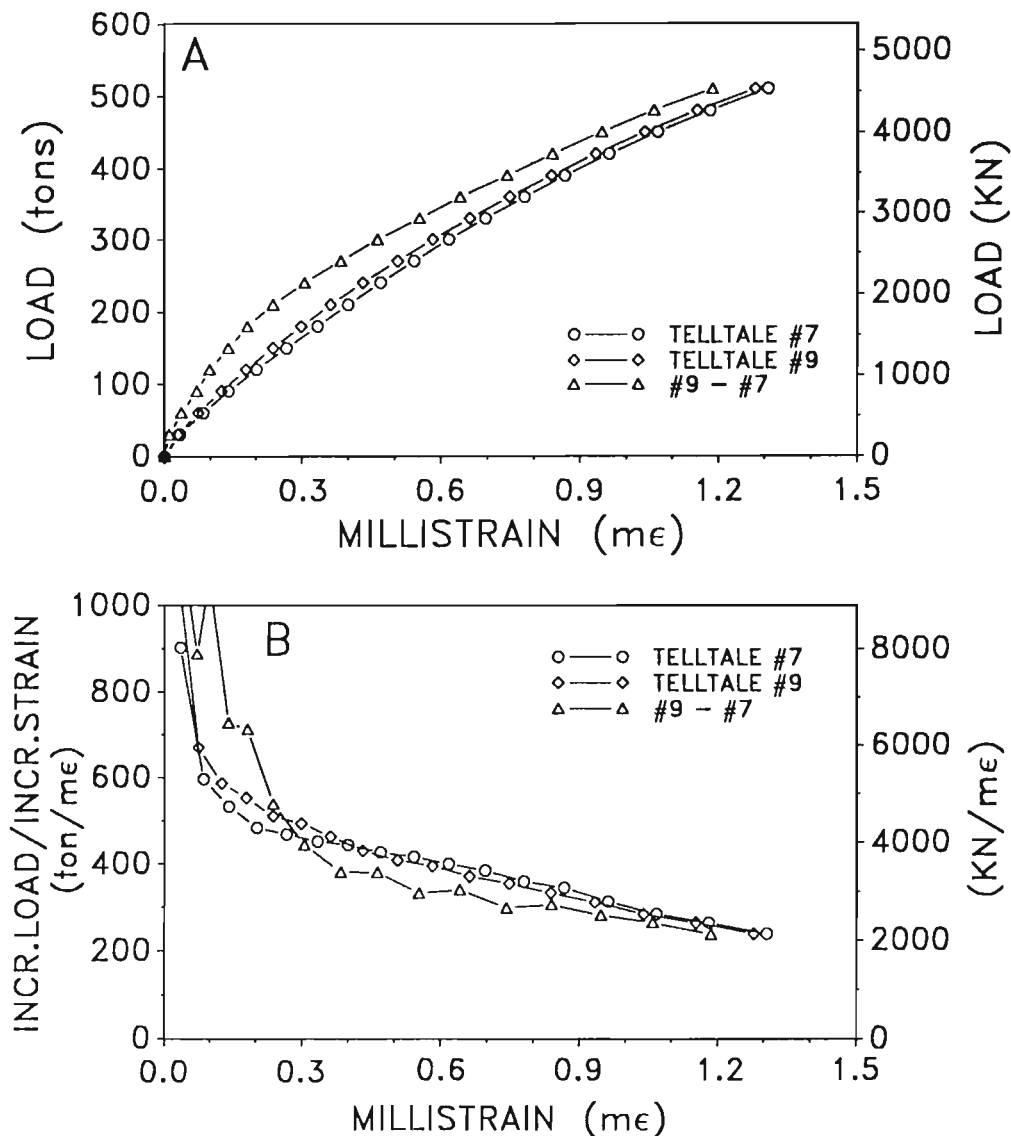 A
LOAD (tons)
600
500
400
300
200
100
0
0.0 0.3 0.6 0.9 1.2 1.5
MILLISTRAIN (mϵ)
5000
4000
3000
2000
1000
0
LOAD (KN)
TELLTALE #7
TELLTALE #9
#9 - #7
B
INCR.LOAD/INCR.STRAIN
(ton/mϵ)
1000
800
600
400
200
0
0.0 0.3 0.6 0.9 1.2 1.5
MILLISTRAIN (mϵ)
8000
6000
4000
2000
0
(KN/mϵ)
TELLTALE #7
TELLTALE #9
#9 - #7